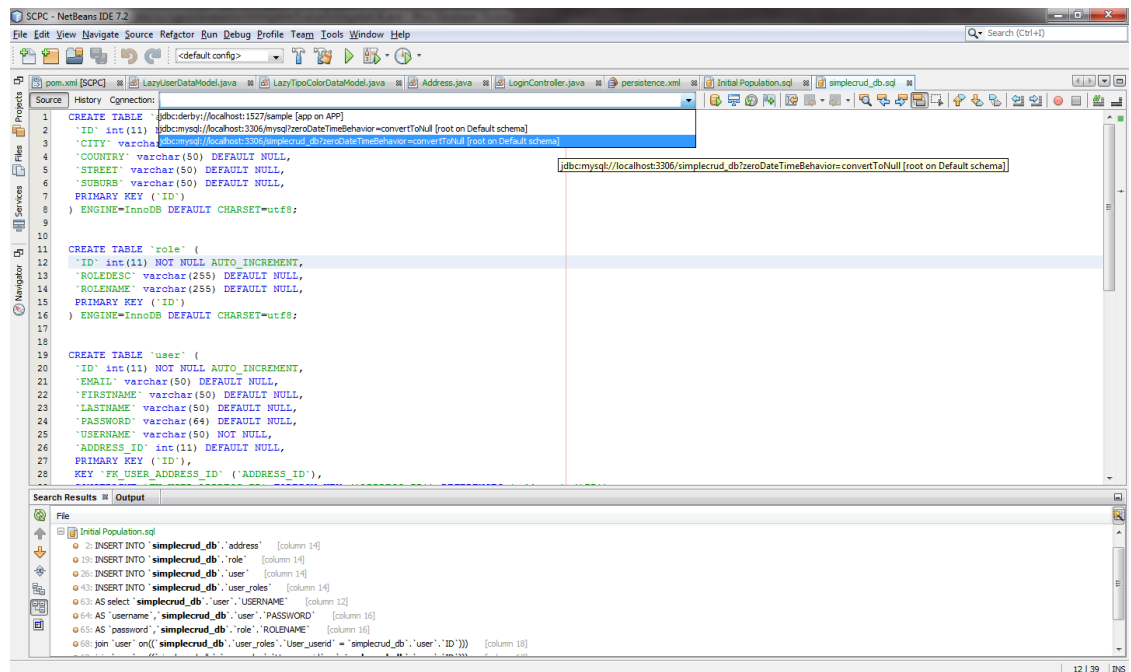 SCPC - NetBeans IDE 7.2
File Edit View Navigate Source Refactor Run Debug Profile Team Tools Window Help
Search (Ctrl+I)
<default config>
pom.xml [SCPC] LazyUserDataModel.java LazyTipoColorDataModel.java Address.java LoginController.java persistence.xml Initial Population.sql simplecrud_db.sql
Source History Connection:
jdbc:derby://localhost:1527/sample [app on APP]
jdbc:mysql://localhost:3306/mysql?zeroDateTimeBehavior=convertToNull [root on Default schema]
jdbc:mysql://localhost:3306/simplecrud_db?zeroDateTimeBehavior=convertToNull [root on Default schema]
jdbc:mysql://localhost:3306/simplecrud_db?zeroDateTimeBehavior=convertToNull [root on Default schema]
Projects
Files
Services
Navigator
1 CREATE TABLE
2 `ID` int(11)
3 `CITY` varchar
4 `COUNTRY` varchar(50) DEFAULT NULL,
5 `STREET` varchar(50) DEFAULT NULL,
6 `SUBURB` varchar(50) DEFAULT NULL,
7 PRIMARY KEY (`ID`)
8 ) ENGINE=InnoDB DEFAULT CHARSET=utf8;
9
10
11 CREATE TABLE `role` (
12 `ID` int(11) NOT NULL AUTO_INCREMENT,
13 `ROLEDESC` varchar(255) DEFAULT NULL,
14 `ROLENAME` varchar(255) DEFAULT NULL,
15 PRIMARY KEY (`ID`)
16 ) ENGINE=InnoDB DEFAULT CHARSET=utf8;
17
18
19 CREATE TABLE `user` (
20 `ID` int(11) NOT NULL AUTO_INCREMENT,
21 `EMAIL` varchar(50) DEFAULT NULL,
22 `FIRSTNAME` varchar(50) DEFAULT NULL,
23 `LASTNAME` varchar(50) DEFAULT NULL,
24 `PASSWORD` varchar(64) DEFAULT NULL,
25 `USERNAME` varchar(50) NOT NULL,
26 `ADDRESS_ID` int(11) DEFAULT NULL,
27 PRIMARY KEY (`ID`),
28 KEY `FK_USER_ADDRESS_ID` (`ADDRESS_ID`),
Search Results Output
File
Initial Population.sql
2: INSERT INTO `simplecrud_db`.`address` [column 14]
19: INSERT INTO `simplecrud_db`.`role` [column 14]
26: INSERT INTO `simplecrud_db`.`user` [column 14]
43: INSERT INTO `simplecrud_db`.`user_roles` [column 14]
63: AS select `simplecrud_db`.`user`.`USERNAME` [column 12]
64: AS `username`,`simplecrud_db`.`user`.`PASSWORD` [column 16]
65: AS `password`,`simplecrud_db`.`role`.`ROLENAME` [column 16]
68: join `user` on((`simplecrud_db`.`user_roles`.`User_userid` = `simplecrud_db`.`user`.`ID`))) [column 18]
12 | 39 INS